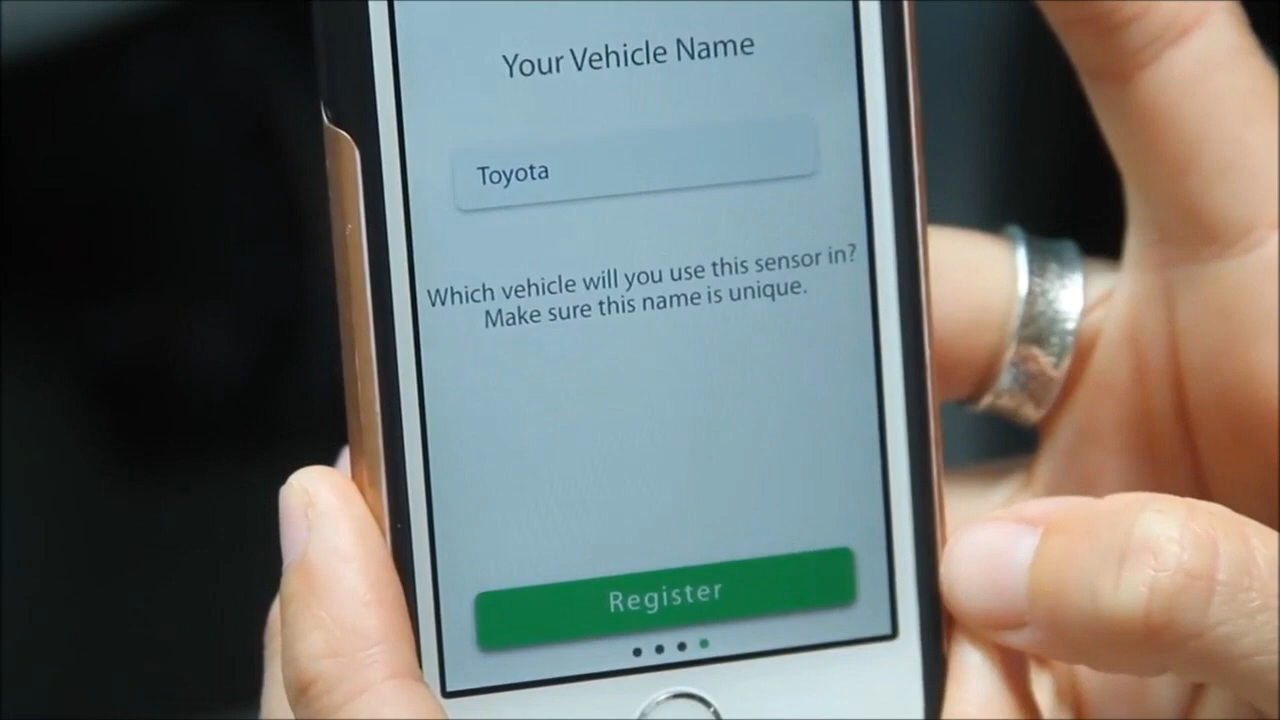 Your Vehicle Name
Toyota
Which vehicle will you use this sensor in?
Make sure this name is unique.
Register